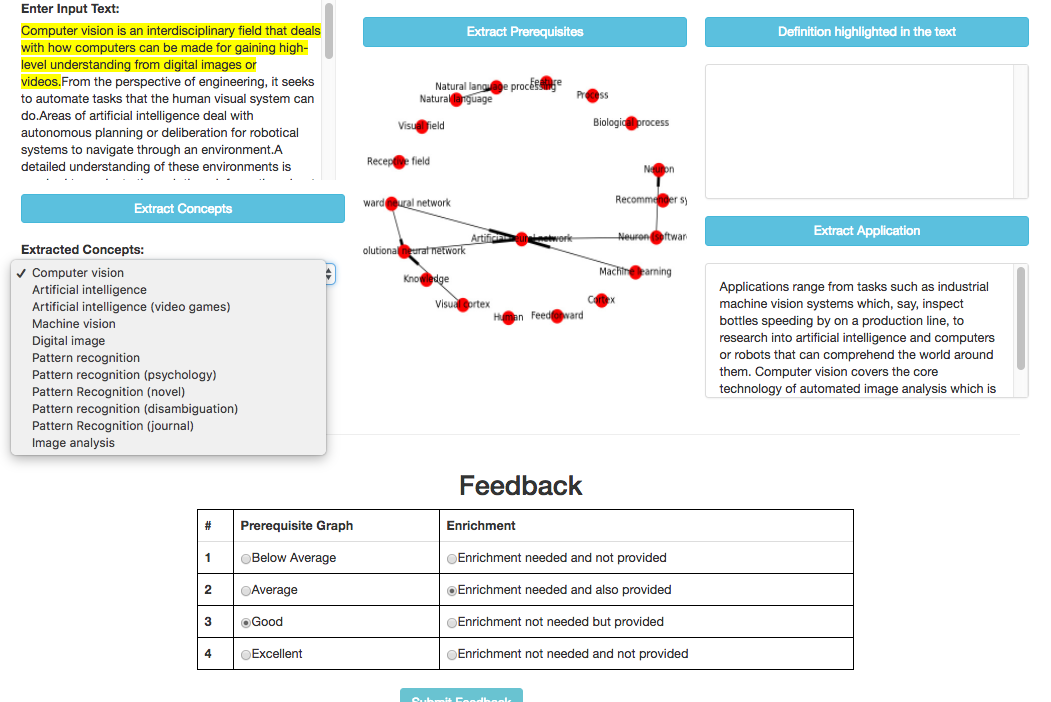 Enter Input Text:
Computer vision is an interdisciplinary field that deals
with how computers can be made for gaining high-
level understanding from digital images or
videos.From the perspective of engineering, it seeks
to automate tasks that the human visual system can
do.Areas of artificial intelligence deal with
autonomous planning or deliberation for robotical
systems to navigate through an environment.A
detailed understanding of these environments is
Extract Concepts
Extracted Concepts:
✓ Computer vision
Artificial intelligence
Artificial intelligence (video games)
Machine vision
Digital image
Pattern recognition
Pattern recognition (psychology)
Pattern Recognition (novel)
Pattern recognition (disambiguation)
Pattern Recognition (journal)
Image analysis
Extract Prerequisites
Feature
Natural language processing
Natural language
Process
Visual field
Biological process
Receptive field
Neuron
Recommender sy
ward neural network
Artificial neural network
Neuron (softwar
olutional neural network
Machine learning
Knowledge
Visual cortex
Cortex
Human
Feedforward
Definition highlighted in the text
Extract Application
Applications range from tasks such as industrial
machine vision systems which, say, inspect
bottles speeding by on a production line, to
research into artificial intelligence and computers
or robots that can comprehend the world around
them. Computer vision covers the core
technology of automated image analysis which is
Feedback
# Prerequisite Graph Enrichment
1 Below Average Enrichment needed and not provided
2 Average Enrichment needed and also provided
3 Good Enrichment not needed but provided
4 Excellent Enrichment not needed and not provided
Submit Feedback